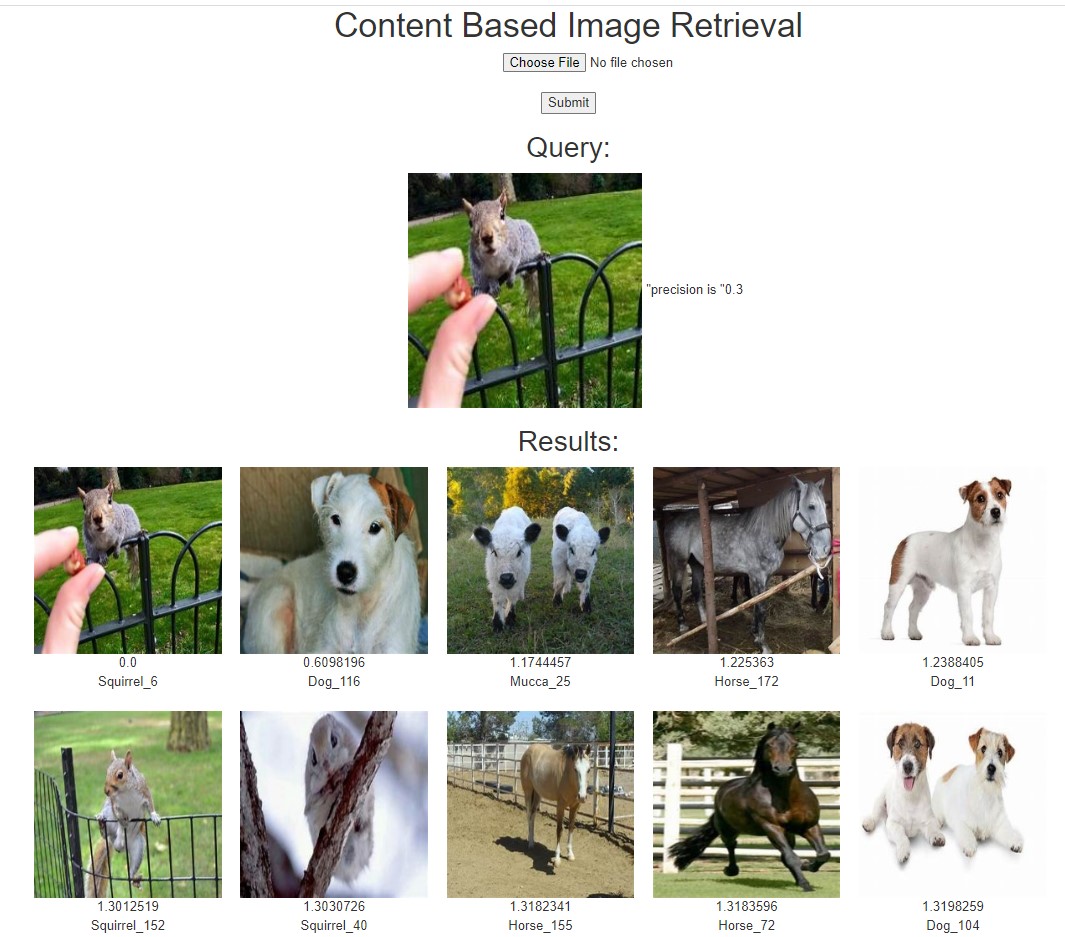 Content Based Image Retrieval
Choose File No file chosen
Submit
Query:
"precision is "0.3
Results:
0.0
Squirrel_6
0.6098196
Dog_116
1.1744457
Mucca_25
1.225363
Horse_172
1.2388405
Dog_11
1.3012519
Squirrel_152
1.3030726
Squirrel_40
1.3182341
Horse_155
1.3183596
Horse_72
1.3198259
Dog_104